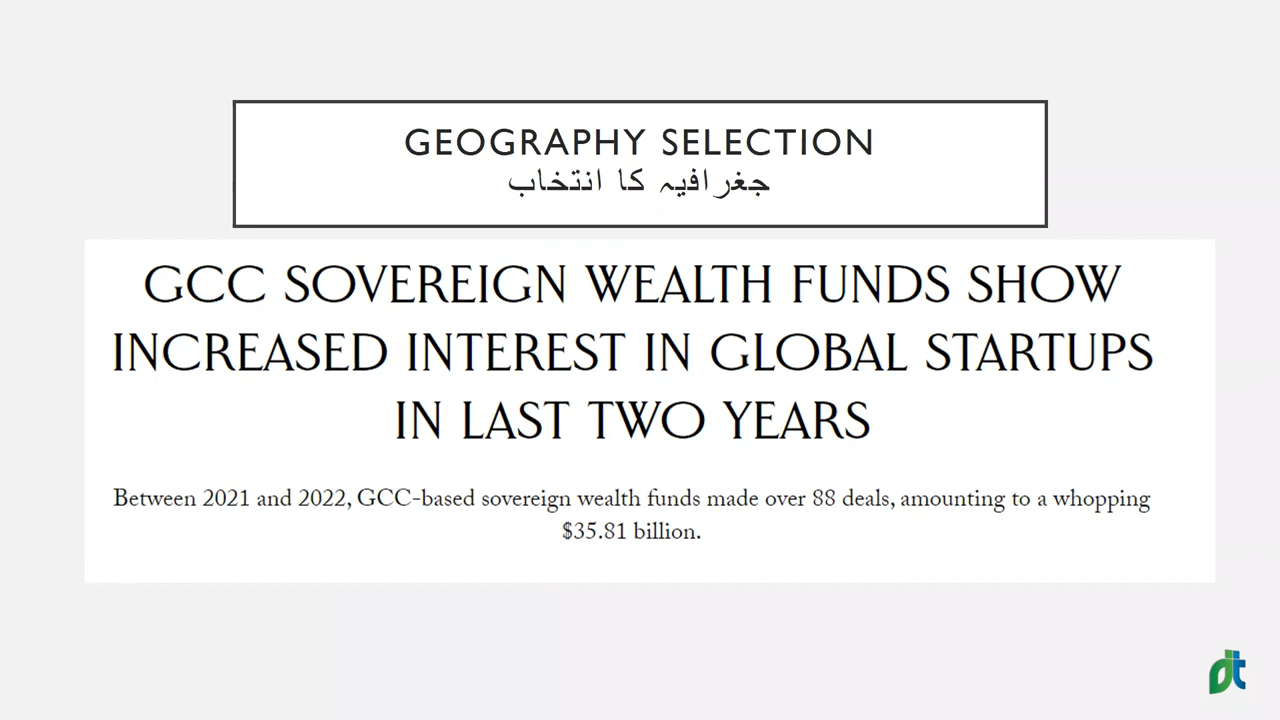 GEOGRAPHY SELECTION
جغرافیہ کا انتخاب
GCC SOVEREIGN WEALTH FUNDS SHOW
INCREASED INTEREST IN GLOBAL STARTUPS
IN LAST TWO YEARS
Between 2021 and 2022, GCC-based sovereign wealth funds made over 88 deals, amounting to a whopping
$35.81 billion.
dt